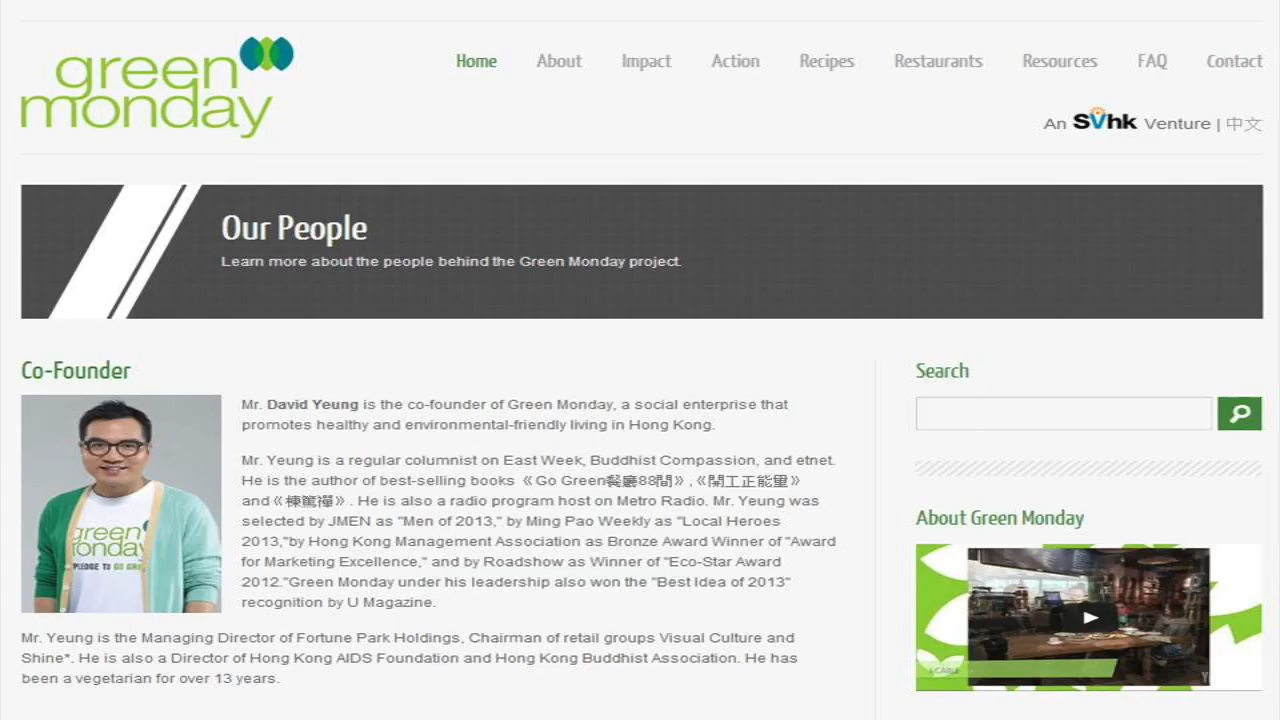 green
monday
Home About Impact Action Recipes Restaurants Resources FAQ Contact
An SVhk Venture | 中文
Our People
Learn more about the people behind the Green Monday project.
Co-Founder
Mr. David Yeung is the co-founder of Green Monday, a social enterprise that
promotes healthy and environmental-friendly living in Hong Kong.
Mr. Yeung is a regular columnist on East Week, Buddhist Compassion, and etnet.
He is the author of best-selling books 《Go Green餐廳88間》,《開工正能量》
and《棟篤禪》. He is also a radio program host on Metro Radio. Mr. Yeung was
selected by JMEN as "Men of 2013," by Ming Pao Weekly as "Local Heroes
2013,"by Hong Kong Management Association as Bronze Award Winner of "Award
for Marketing Excellence," and by Roadshow as Winner of "Eco-Star Award
2012."Green Monday under his leadership also won the "Best Idea of 2013"
recognition by U Magazine.
Mr. Yeung is the Managing Director of Fortune Park Holdings, Chairman of retail groups Visual Culture and
Shine*. He is also a Director of Hong Kong AIDS Foundation and Hong Kong Buddhist Association. He has
been a vegetarian for over 13 years.
green
monday
PLEDGE TO GO GRE
Search
About Green Monday